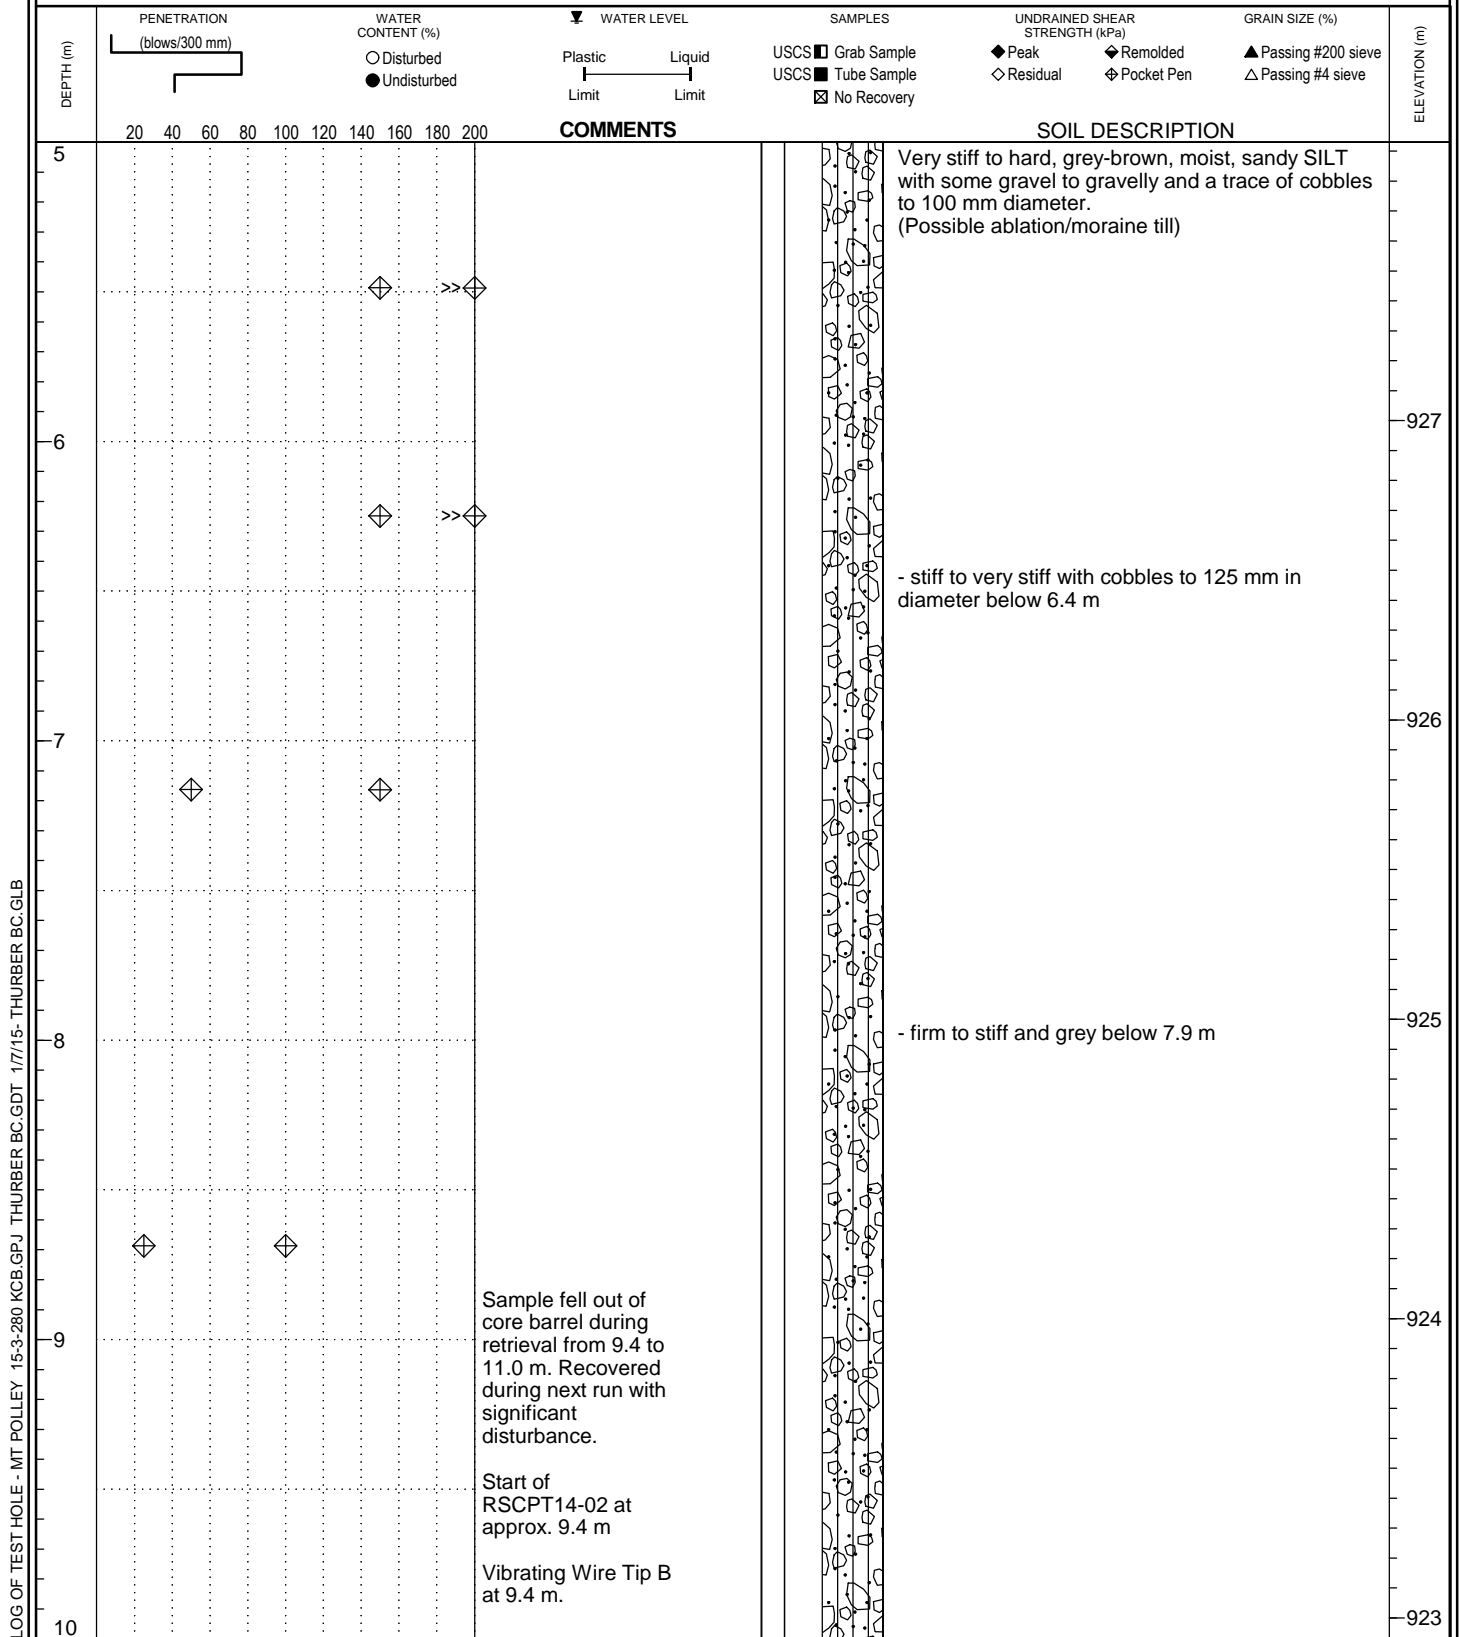 PENETRATION
(blows/300 mm)
WATER
CONTENT (%)
Disturbed
Undisturbed
WATER LEVEL
Plastic Liquid
Limit Limit
SAMPLES
USCS Grab Sample
USCS Tube Sample
No Recovery
UNDRAINED SHEAR
STRENGTH (kPa)
Peak Remolded
Residual Pocket Pen
GRAIN SIZE (%)
Passing #200 sieve
Passing #4 sieve
DEPTH (m)
ELEVATION (m)
20 40 60 80 100 120 140 160 180 200
COMMENTS
SOIL DESCRIPTION
5
Very stiff to hard, grey-brown, moist, sandy SILT
with some gravel to gravelly and a trace of cobbles
to 100 mm diameter.
(Possible ablation/moraine till)
>>
927
6
>>
- stiff to very stiff with cobbles to 125 mm in
diameter below 6.4 m
926
7
925
- firm to stiff and grey below 7.9 m
8
Sample fell out of
core barrel during
retrieval from 9.4 to
11.0 m. Recovered
during next run with
significant
disturbance.
924
9
Start of
RSCPT14-02 at
approx. 9.4 m
Vibrating Wire Tip B
at 9.4 m.
923
10
LOG OF TEST HOLE - MT POLLEY 15-3-280 KCB.GPJ THURBER BC.GDT 1/7/15- THURBER BC.GLB